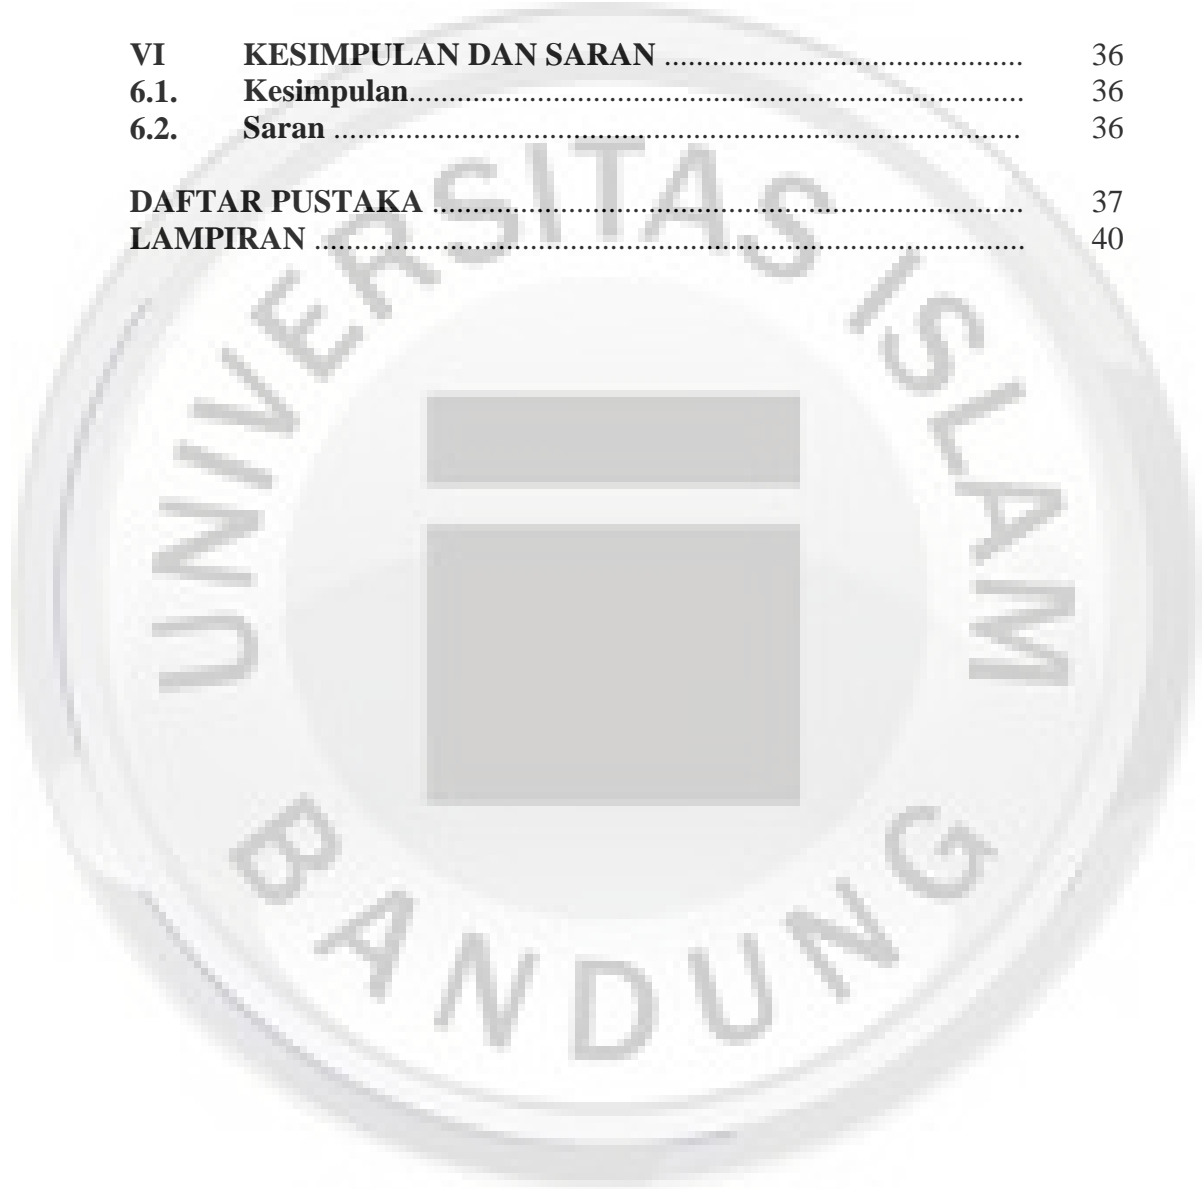 VI KESIMPULAN DAN SARAN ............................................. 36
6.1. Kesimpulan............................................................................. 36
6.2. Saran ...................................................................................... 36
DAFTAR PUSTAKA .......................................................................... 37
LAMPIRAN ......................................................................................... 40
UNIVERSITAS ISLAM
BANDUNG